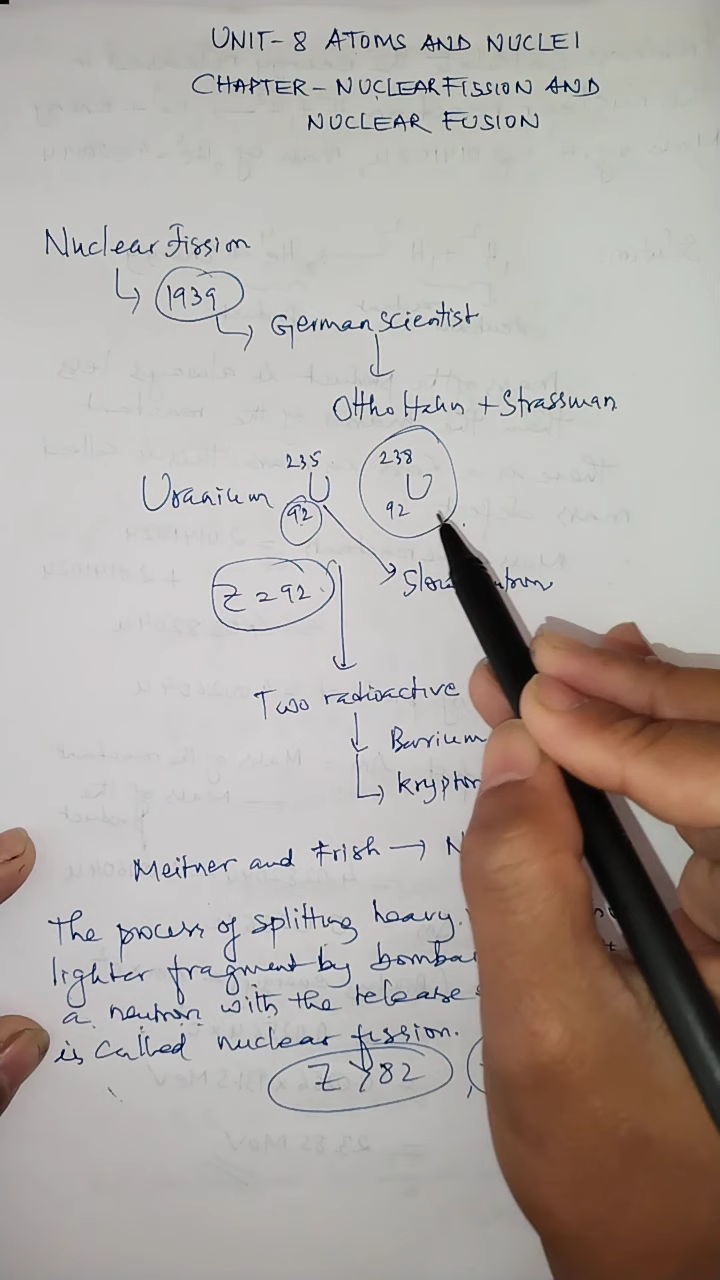 UNIT-8 ATOMS AND NUCLEI
CHAPTER-NUCLEAR FISSION AND
NUCLEAR FUSION
Nuclear Fission
1939
German scientist
Ottho Hahn + Strassman
Uranium 235 U 92 238 U 92
Z = 92
Two radioactive
Barrium
Meitner and Frish → N
The process of splitting heavy
lighter fragment by
a neutron with the release
is called nuclear fission.
Z > 82